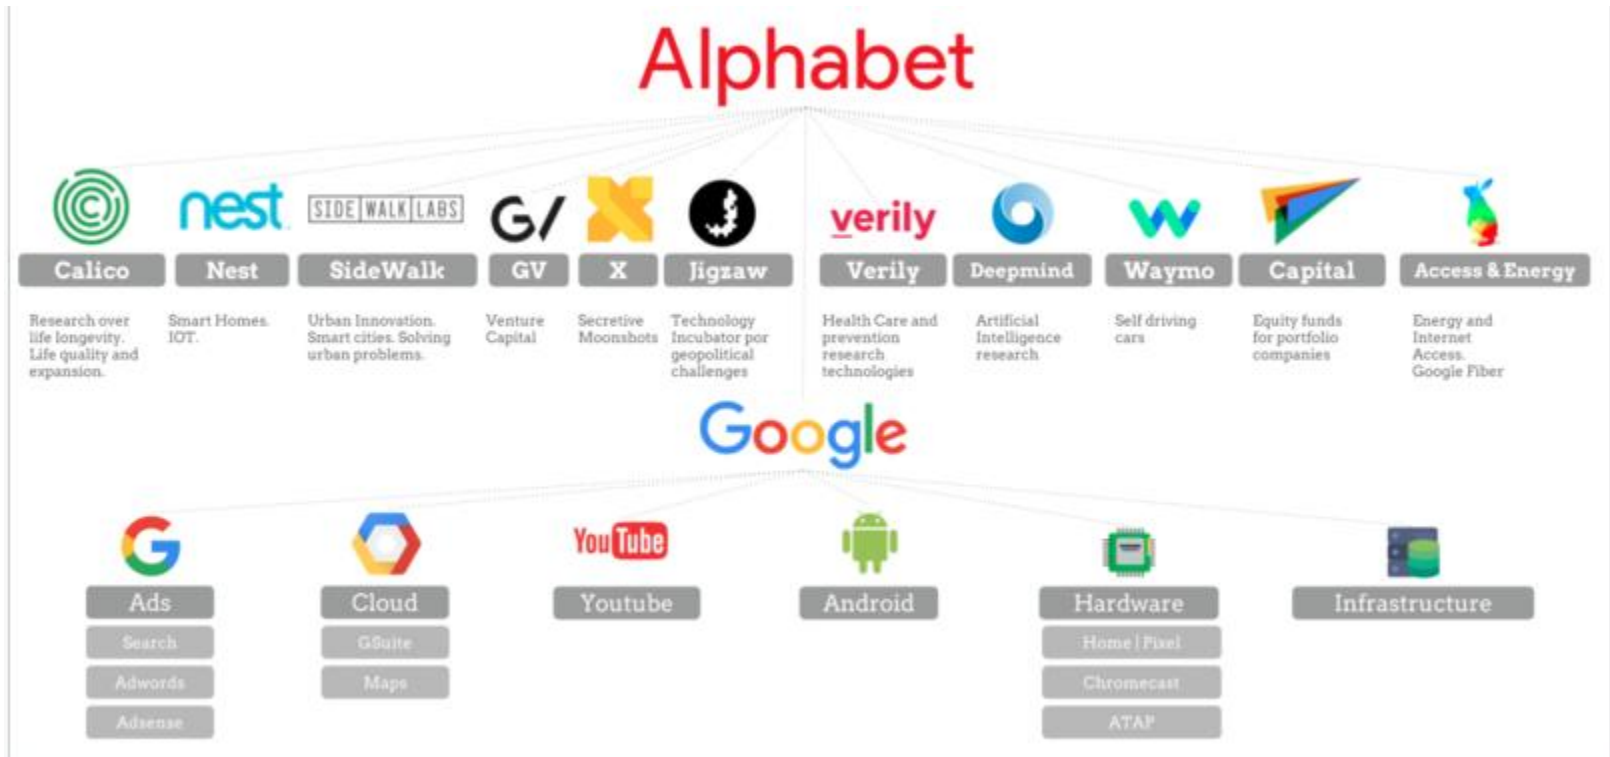 Alphabet
nest
SIDE WALK LABS
G/
verily
Calico
Nest
SideWalk
GV
X
Jigzaw
Verily
Deepmind
Waymo
Capital
Access & Energy
Research over
life longevity.
Life quality and
expansion.
Smart Homes.
IOT.
Urban Innovation.
Smart cities. Solving
urban problems.
Venture
Capital
Secretive
Moonshots
Technology
Incubator por
geopolitical
challenges
Health Care and
prevention
research
technologies
Artificial
Intelligence
research
Self driving
cars
Equity funds
for portfolio
companies
Energy and
Internet
Access.
Google Fiber
Google
G
YouTube
Ads
Cloud
Youtube
Android
Hardware
Infrastructure
Search
Adwords
Adsense
GSuite
Maps
Home | Pixel
Chromecast
ATAP